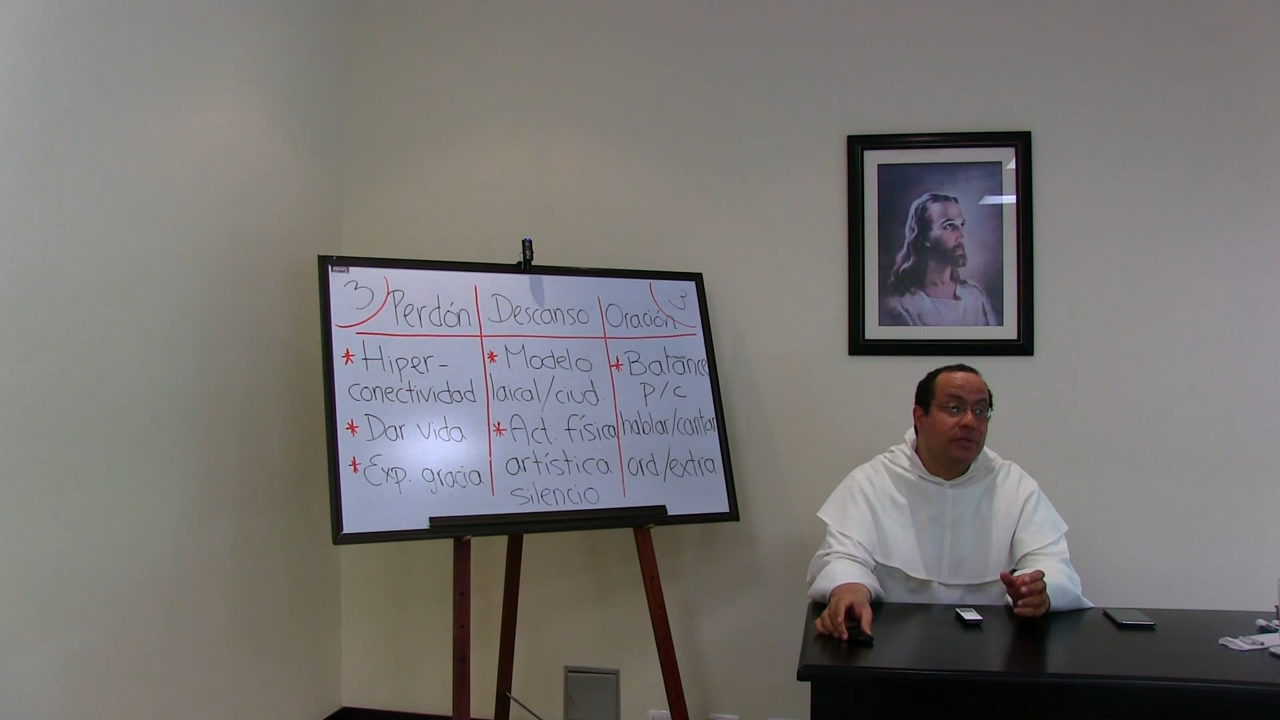 3 Perdón Descanso Oración 3
* Hiper-
conectividad
* Dar vida
* Exp. gracia
* Modelo
laical/ciud.
* Act. física
artística
silencio
* Balance
p/c
hablar/cantar
ord/extra